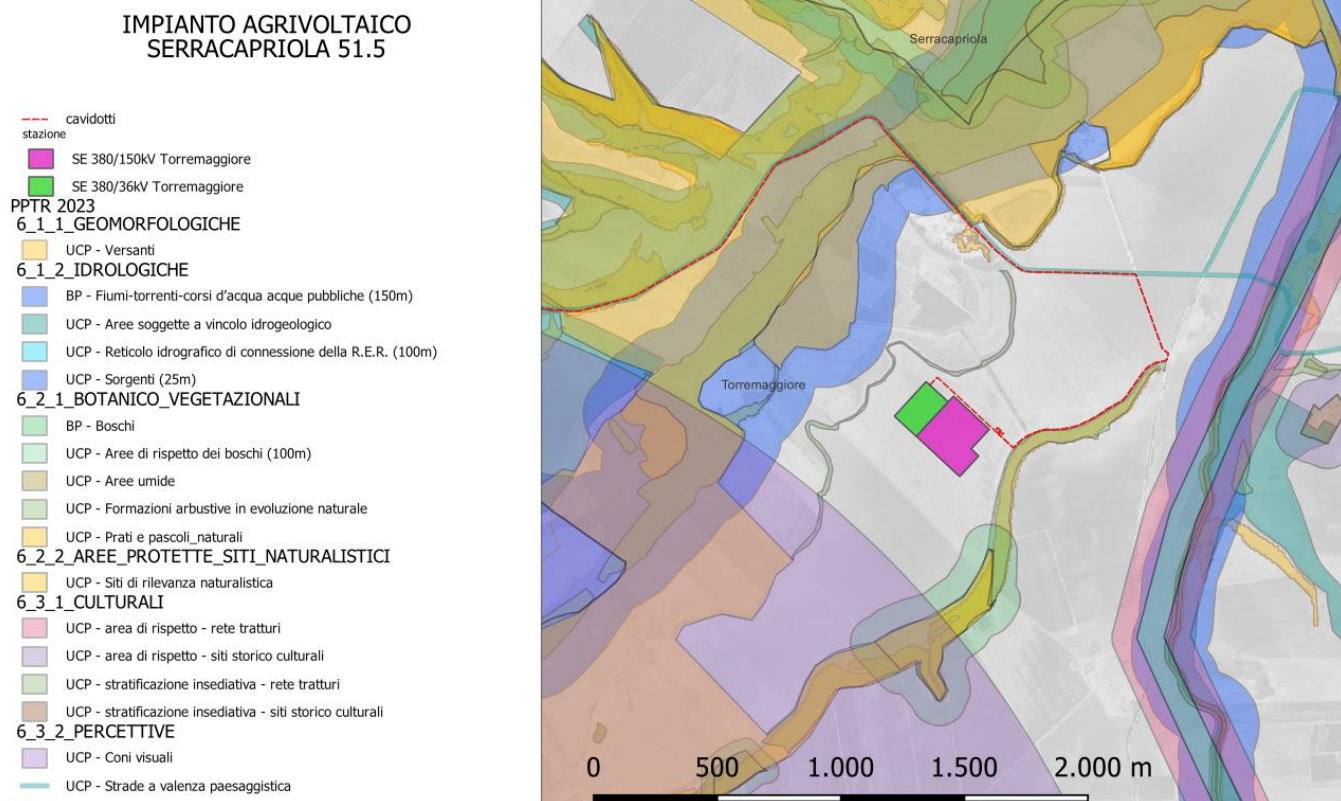 IMPIANTO AGRIVOLTAICO
SERRACAPRIOLA 51.5
cavidotti
stazione
SE 380/150kV Torremaggiore
SE 380/36kV Torremaggiore
PPTR 2023
6_1_1_GEOMORFOLOGICHE
UCP - Versanti
6_1_2_IDROLOGICHE
BP - Fiumi-torrenti-corsi d'acqua acque pubbliche (150m)
UCP - Aree soggette a vincolo idrogeologico
UCP - Reticolo idrografico di connessione della R.E.R. (100m)
UCP - Sorgenti (25m)
6_2_1_BOTANICO_VEGETAZIONALI
BP - Boschi
UCP - Aree di rispetto dei boschi (100m)
UCP - Aree umide
UCP - Formazioni arbustive in evoluzione naturale
UCP - Prati e pascoli_naturali
6_2_2_AREE_PROTETTE_SITI_NATURALISTICI
UCP - Siti di rilevanza naturalistica
6_3_1_CULTURALI
UCP - area di rispetto - rete tratturi
UCP - area di rispetto - siti storico culturali
UCP - stratificazione insediativa - rete tratturi
UCP - stratificazione insediativa - siti storico culturali
6_3_2_PERCETTIVE
UCP - Coni visuali
UCP - Strade a valenza paesaggistica
Serracapriola
Torremaggiore
0 500 1.000 1.500 2.000 m